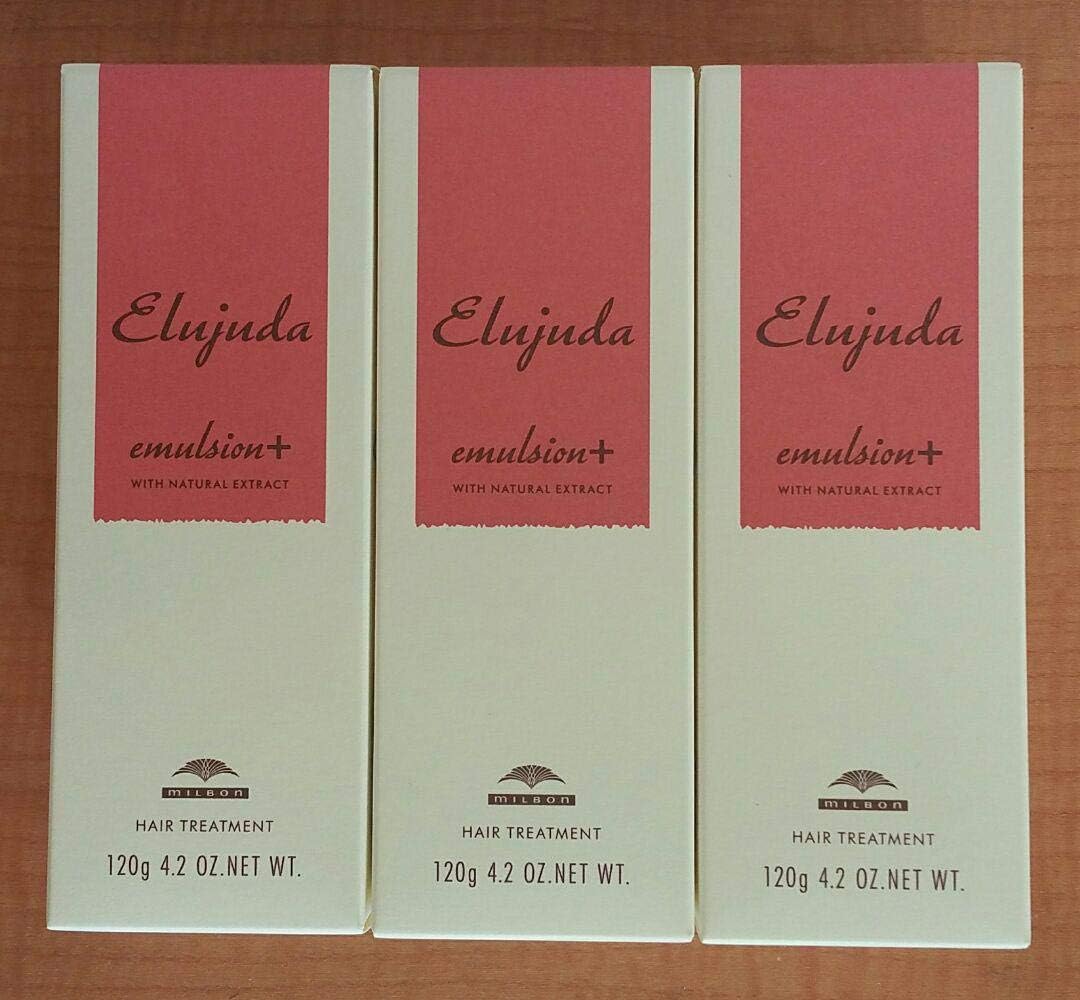 Elujuda
emulsion+
WITH NATURAL EXTRACT
MILBON
HAIR TREATMENT
120g 4.2 OZ.NET WT.
Elujuda
emulsion+
WITH NATURAL EXTRACT
MILBON
HAIR TREATMENT
120g 4.2 OZ.NET WT.
Elujuda
emulsion+
WITH NATURAL EXTRACT
MILBON
HAIR TREATMENT
120g 4.2 OZ.NET WT.